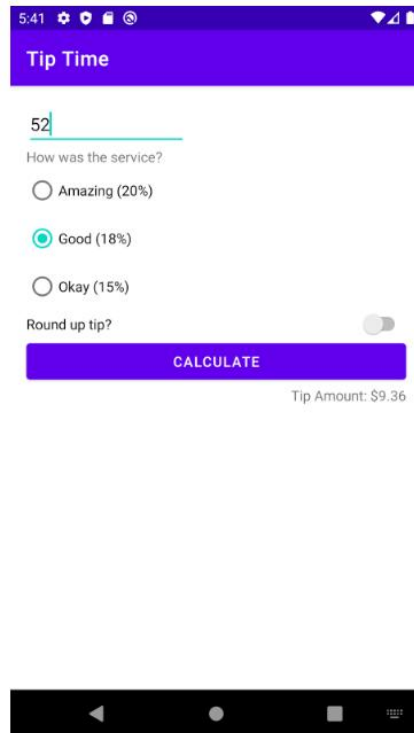 5:41
Tip Time
52
How was the service?
Amazing (20%)
Good (18%)
Okay (15%)
Round up tip?
CALCULATE
Tip Amount: $9.36